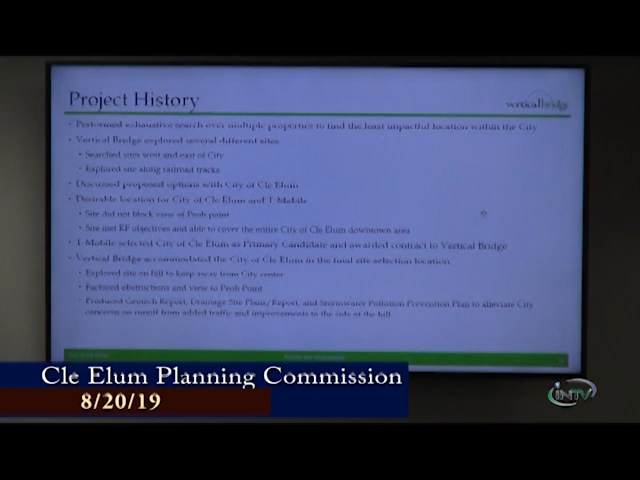 Project History
verticalbridge
• Performed exhaustive search over multiple properties to find the least impactful location within the City
• Vertical Bridge explored several different sites
• Searched sites west and east of City
• Explored site along railroad tracks
• Discussed proposed options with City of Cle Elum
• Desirable location for City of Cle Elum and T-Mobile
• Site did not block view of Peoh point
• Site met RF objectives and able to cover the entire City of Cle Elum downtown area
• T-Mobile selected City of Cle Elum as Primary Candidate and awarded contract to Vertical Bridge
• Vertical Bridge accommodated the City of Cle Elum in the final site selection location
• Explored site on hill to keep away from City center
• Factored obstructions and view to Peoh Point
• Produced Geotech Report, Drainage Site Plans/Report, and Stormwater Pollution Prevention Plan to alleviate City
concerns on runoff from added traffic and improvements to the side of the hill
Cle Elum Planning Commission
8/20/19
iNTV